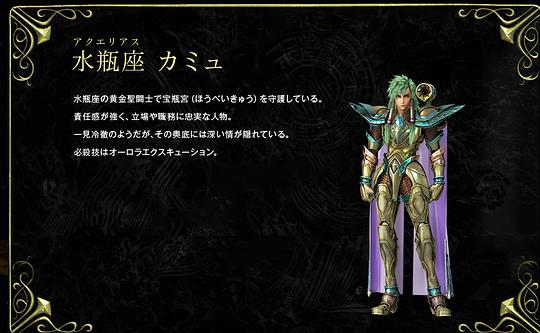 アクエリアス
水瓶座 カミュ
水瓶座の黄金聖闘士で宝瓶宮（ほうべいきゅう）を守護している。
責任感が強く、立場や職務に忠実な人物。
一見冷徹のようだが、その奥底には深い情が隠れている。
必殺技はオーロラエクスキューション。